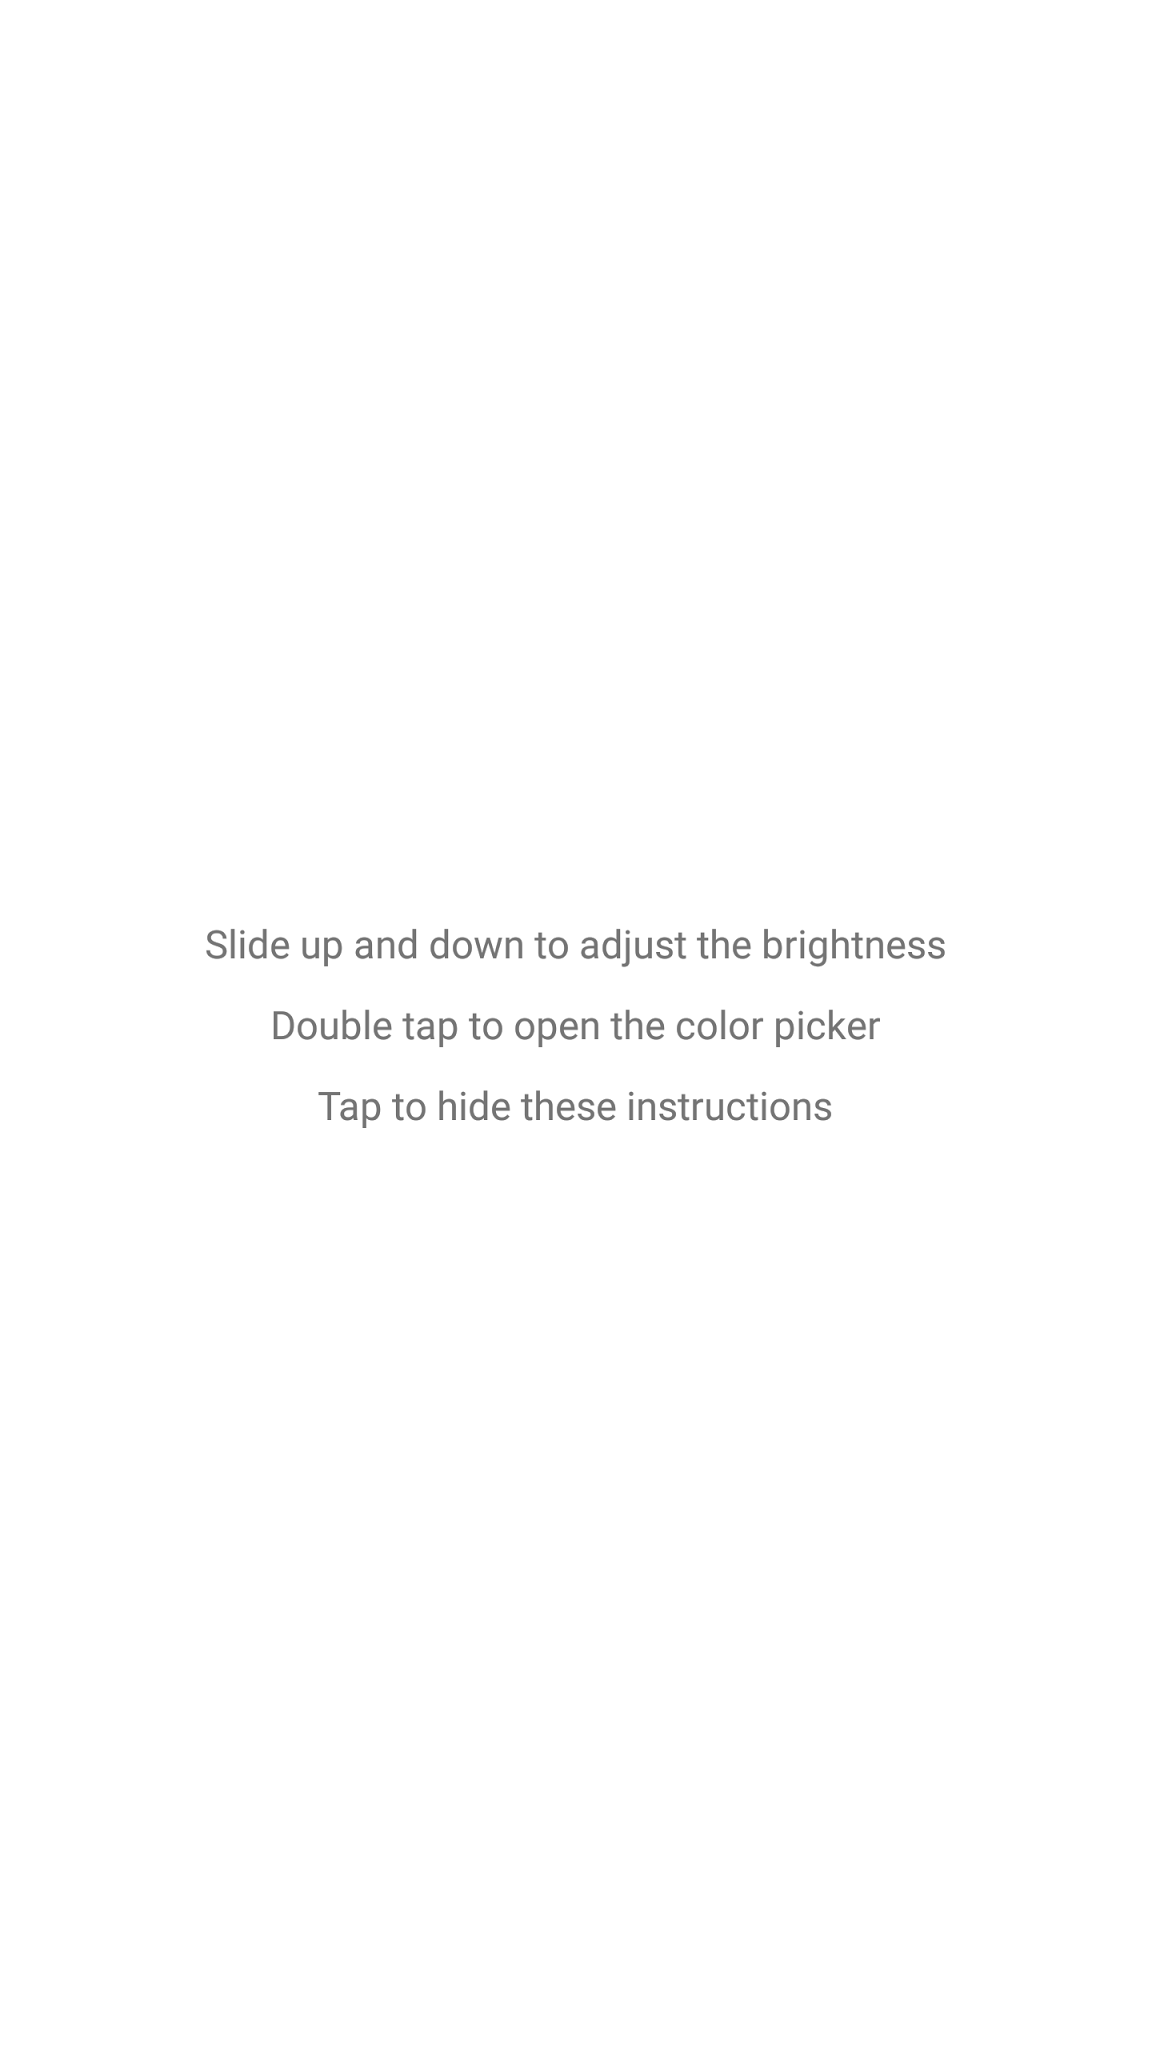 Slide up and down to adjust the brightness
Double tap to open the color picker
Tap to hide these instructions